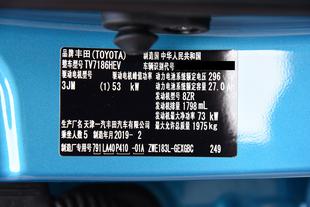 品牌 丰田 (TOYOTA) 制造国 中华人民共和国
整车型号 TV7186HEV 车辆识别代号
驱动电机型号 驱动电机峰值功率 动力电池系统额定电压 296
3JM (1) 53 kW 动力电池系统额定容量 27.0 A
发动机型号 8ZR
发动机排量 1798 mL
发动机最大净功率 73 kW
最大允许总质量 1975 kg
制造商 天津一汽丰田汽车有限公司
乘坐人数 5 制造年月 2019-2
制造厂专用号 791 LA40 P410 -01A ZWE183L-GEXGBC 249